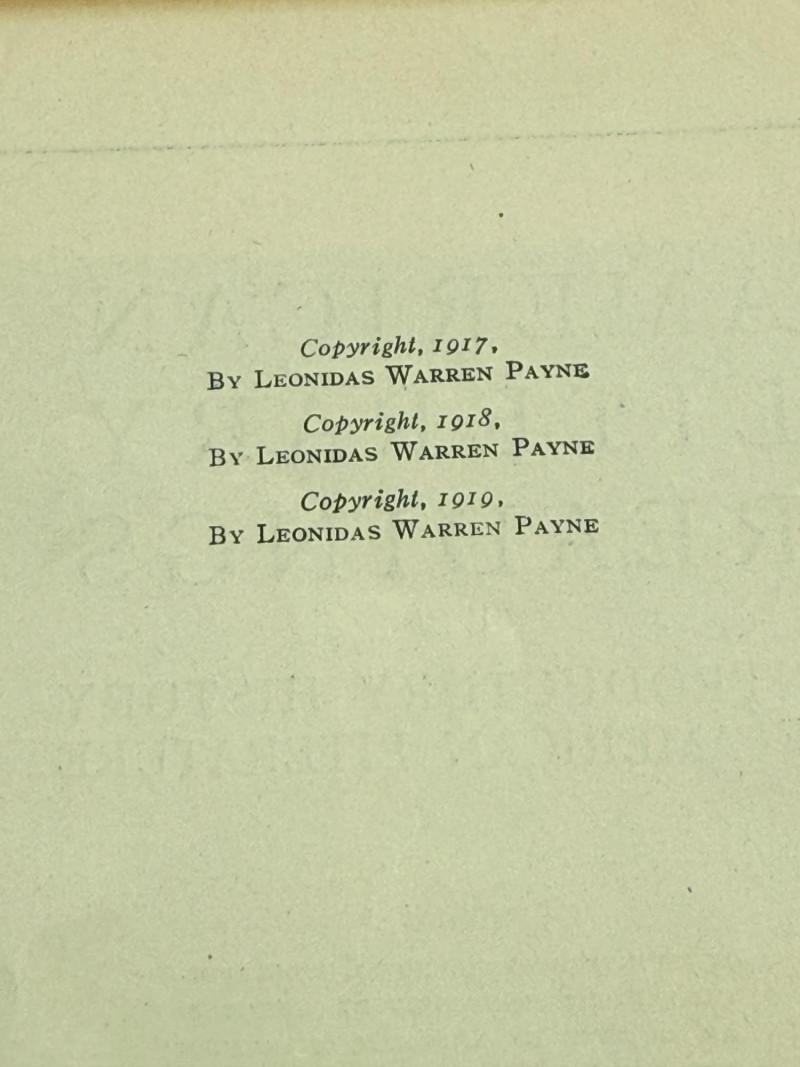 Copyright, 1917,
By Leonidas Warren Payne
Copyright, 1918,
By Leonidas Warren Payne
Copyright, 1919,
By Leonidas Warren Payne